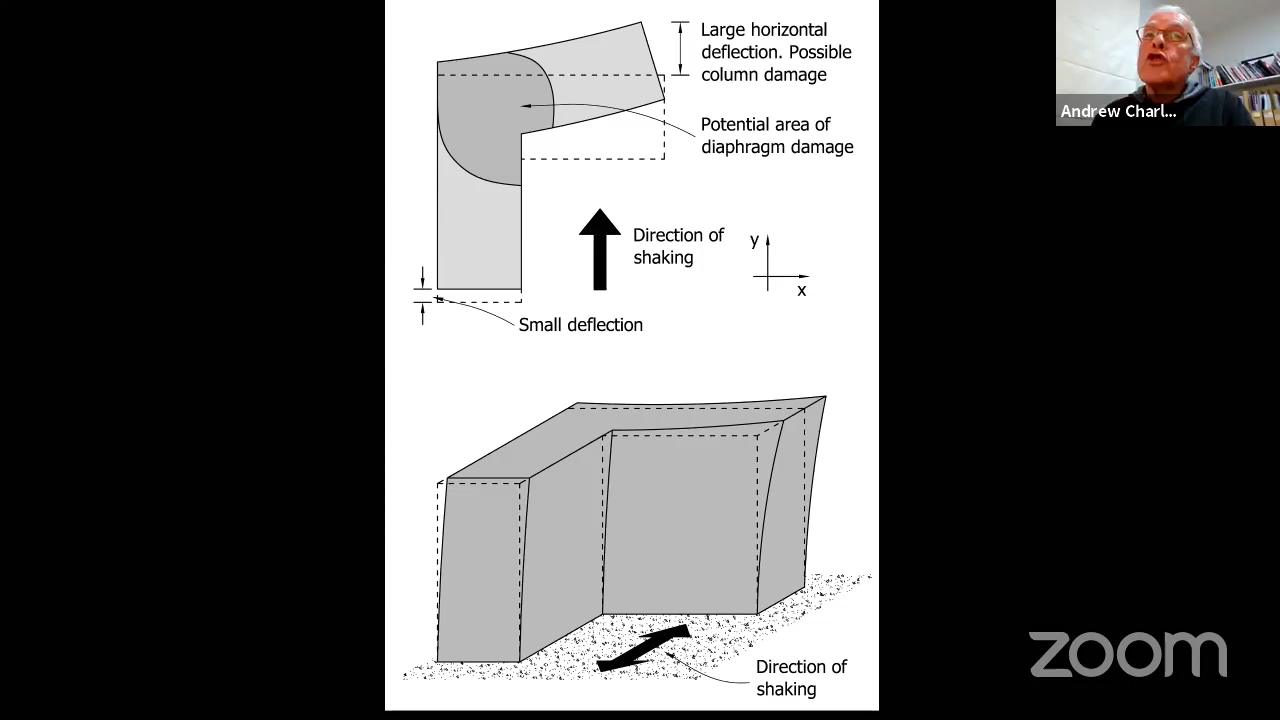 Large horizontal
deflection. Possible
column damage
Potential area of
diaphragm damage
Direction of
shaking
y
x
Small deflection
Direction of
shaking
Andrew Charl...
zoom